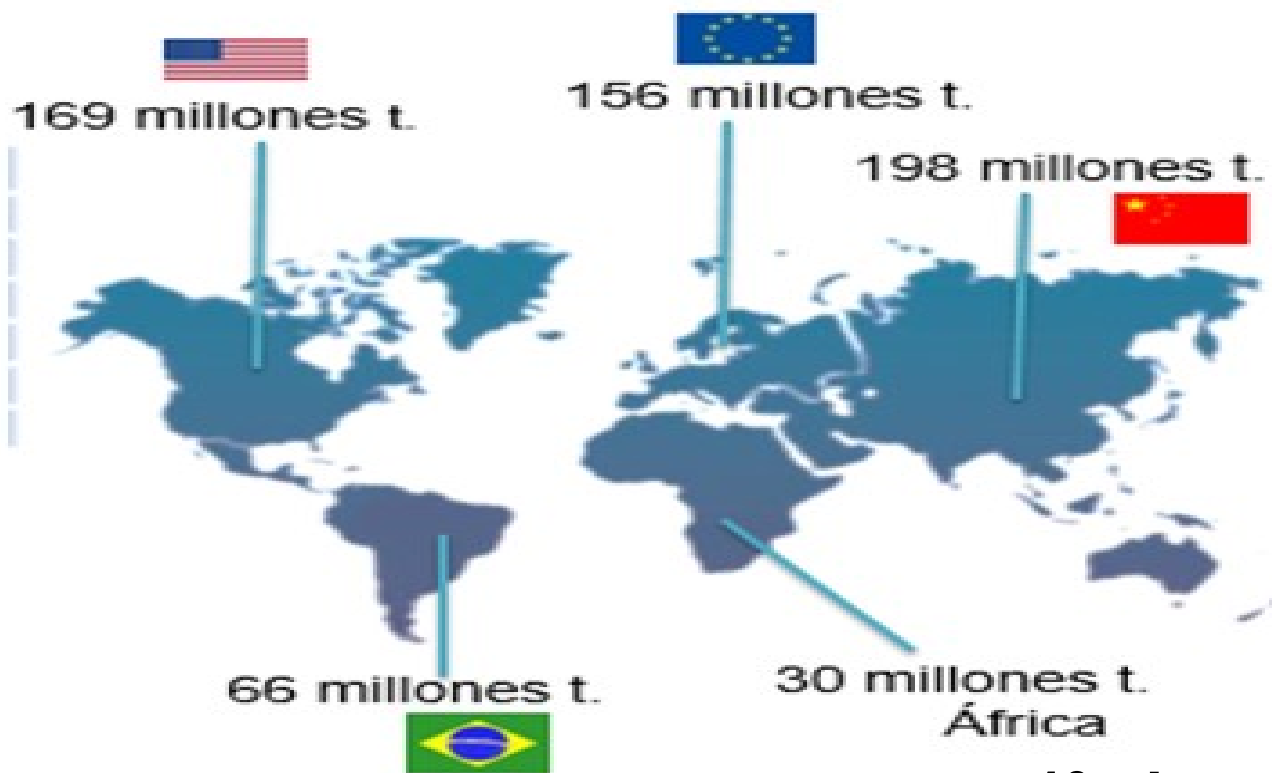 169 millones t.
156 millones t.
198 millones t.
66 millones t.
30 millones t.
África